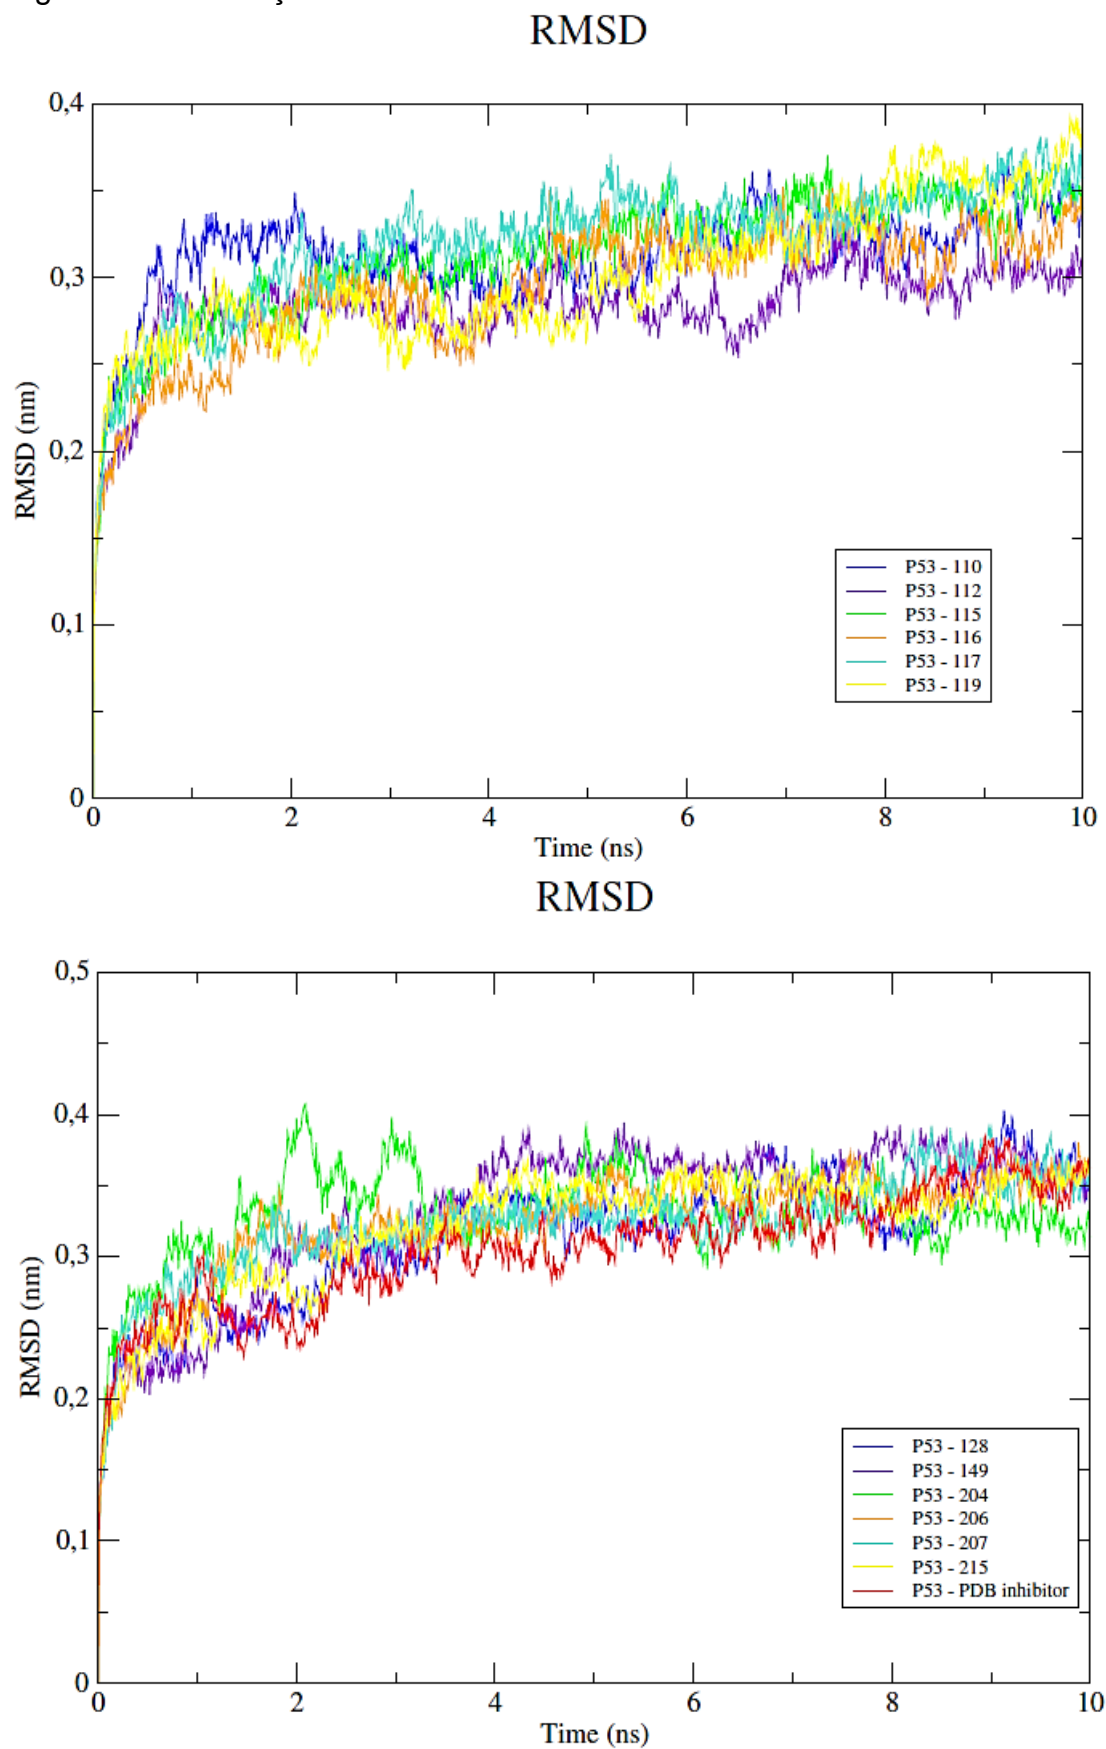 RMSD
0,4
0,3
0,2
0,1
0
RMSD (nm)
P53 - 110
P53 - 112
P53 - 115
P53 - 116
P53 - 117
P53 - 119
0 2 4 6 8 10
Time (ns)
RMSD
0,5
0,4
0,3
0,2
0,1
0
RMSD (nm)
P53 - 128
P53 - 149
P53 - 204
P53 - 206
P53 - 207
P53 - 215
P53 - PDB inhibitor
0 2 4 6 8 10
Time (ns)